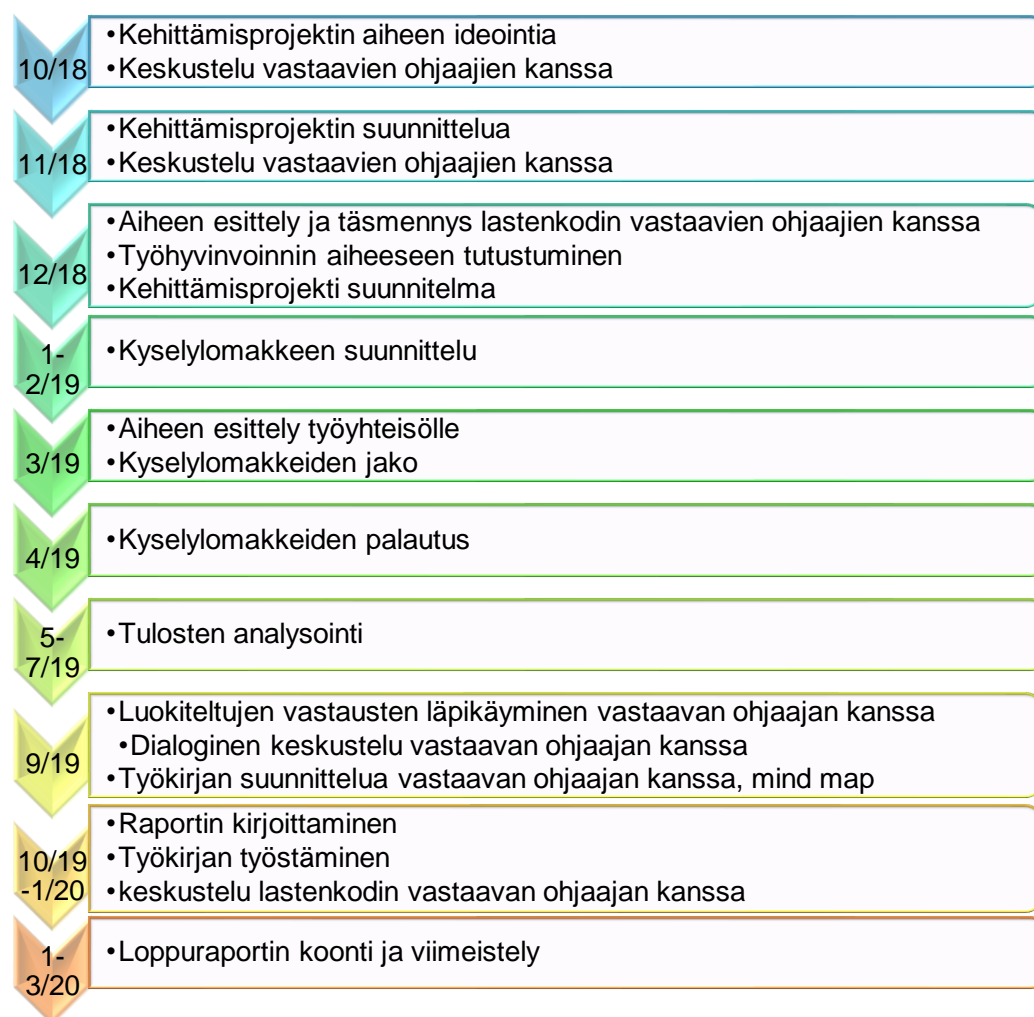 10/18
•Kehittämisprojektin aiheen ideointia
•Keskustelu vastaavien ohjaajien kanssa
11/18
•Kehittämisprojektin suunnittelua
•Keskustelu vastaavien ohjaajien kanssa
12/18
•Aiheen esittely ja täsmennys lastenkodin vastaavien ohjaajien kanssa
•Työhyvinvoinnin aiheeseen tutustuminen
•Kehittämisprojekti suunnitelma
1-
2/19
•Kyselylomakkeen suunnittelu
3/19
•Aiheen esittely työyhteisölle
•Kyselylomakkeiden jako
4/19
•Kyselylomakkeiden palautus
5-
7/19
•Tulosten analysointi
9/19
•Luokiteltujen vastausten läpikäyminen vastaavan ohjaajan kanssa
•Dialoginen keskustelu vastaavan ohjaajan kanssa
•Työkirjan suunnittelua vastaavan ohjaajan kanssa, mind map
10/19
-1/20
•Raportin kirjoittaminen
•Työkirjan työstäminen
•keskustelu lastenkodin vastaavan ohjaajan kanssa
1-
3/20
•Loppuraportin koonti ja viimeistely